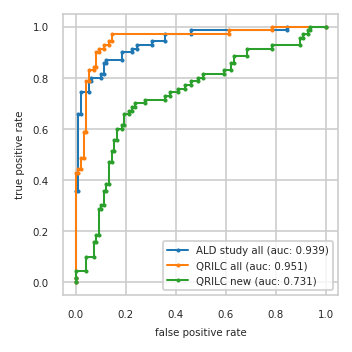 1.0
0.8
0.6
0.4
0.2
0.0
true positive rate
ALD study all (auc: 0.939)
QRILC all (auc: 0.951)
QRILC new (auc: 0.731)
0.0 0.2 0.4 0.6 0.8 1.0
false positive rate